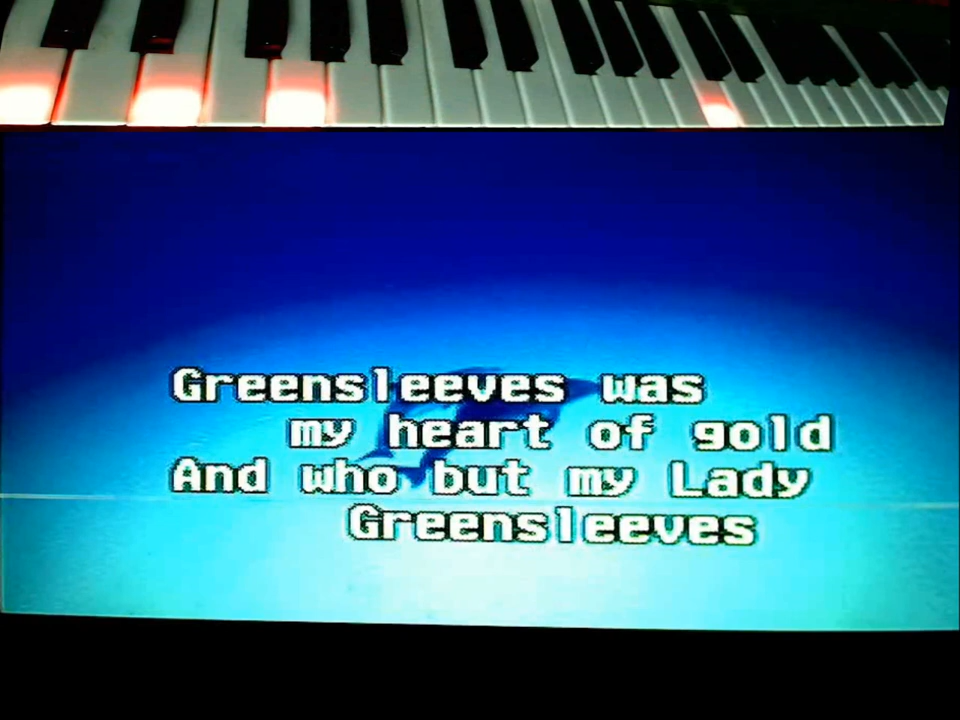 Greensleeves was
my heart of gold
And who but my Lady
Greensleeves